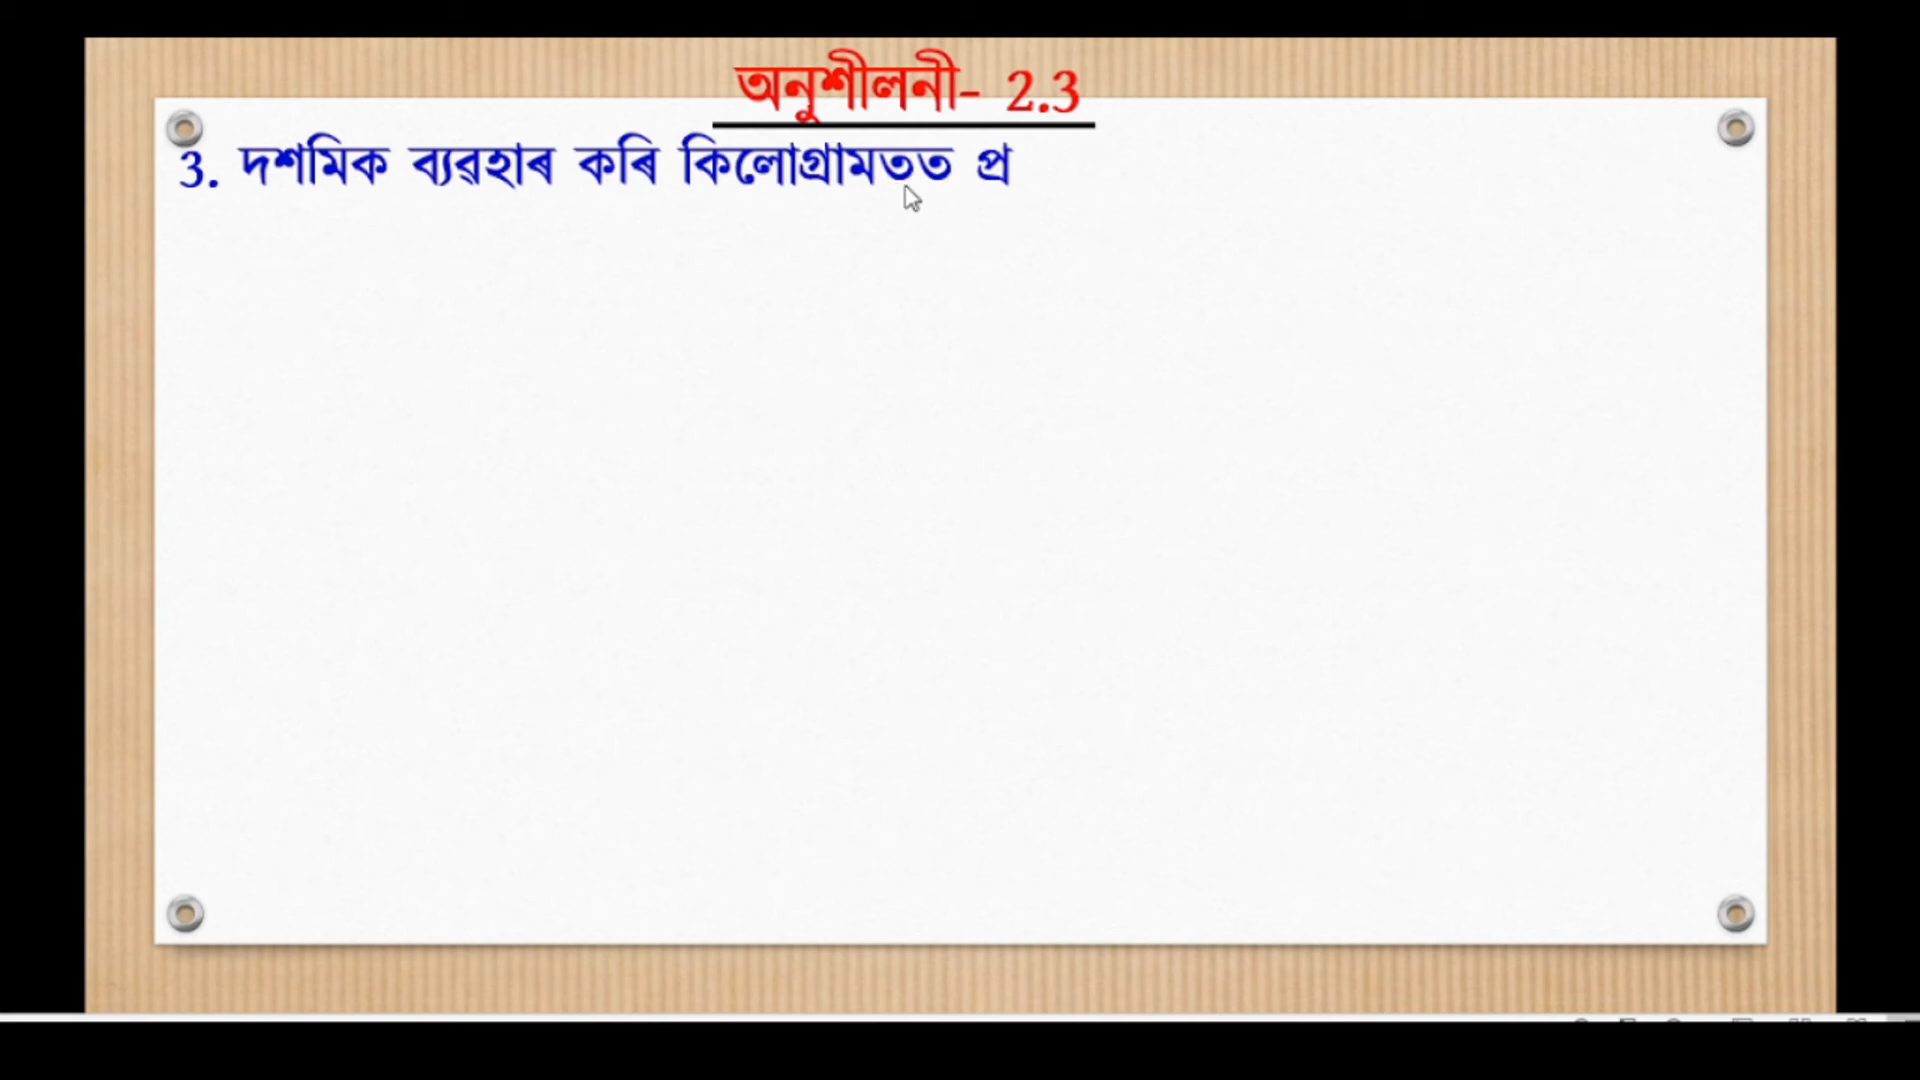 অনুশীলনী- 2.3
3. দশমিক ব্যৱহাৰ কৰি কিলোগ্ৰামতত প্ৰ